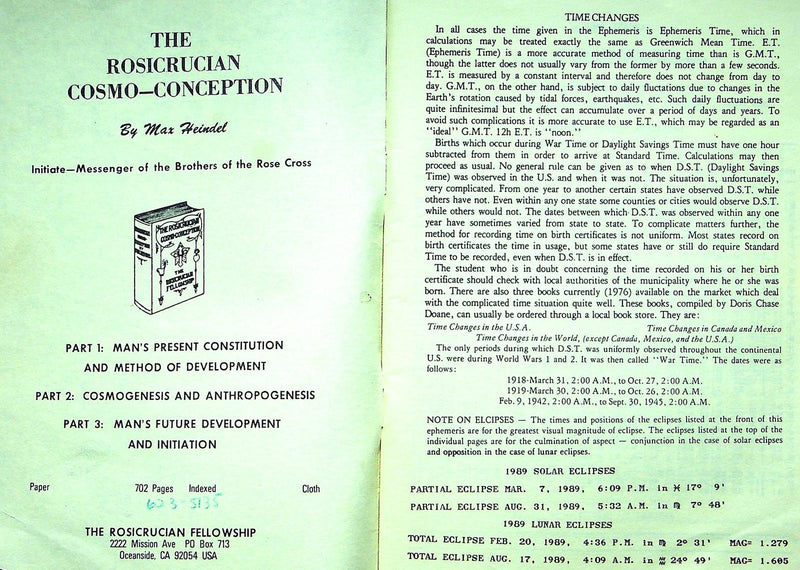 THE
ROSICRUCIAN
COSMO—CONCEPTION
By Max Heindel
Initiate—Messenger of the Brothers of the Rose Cross
THE ROSICRUCIAN
COSMO-CONCEPTION
THE
ROSICRUCIAN
FELLOWSHIP
PART 1: MAN'S PRESENT CONSTITUTION
AND METHOD OF DEVELOPMENT
PART 2: COSMOGENESIS AND ANTHROPOGENESIS
PART 3: MAN'S FUTURE DEVELOPMENT
AND INITIATION
Paper 702 Pages Indexed Cloth
623-5135
THE ROSICRUCIAN FELLOWSHIP
2222 Mission Ave PO Box 713
Oceanside, CA 92054 USA
TIME CHANGES
In all cases the time given in the Ephemeris is Ephemeris Time, which in
calculations may be treated exactly the same as Greenwich Mean Time. E.T.
(Ephemeris Time) is a more accurate method of measuring time than is G.M.T.,
though the latter does not usually vary from the former by more than a few seconds.
E.T. is measured by a constant interval and therefore does not change from day to
day. G.M.T., on the other hand, is subject to daily fluctations due to changes in the
Earth's rotation caused by tidal forces, earthquakes, etc. Such daily fluctuations are
quite infinitesimal but the effect can accumulate over a period of days and years. To
avoid such complications it is more accurate to use E.T., which may be regarded as an
"ideal" G.M.T. 12h E.T. is "noon."
Births which occur during War Time or Daylight Savings Time must have one hour
subtracted from them in order to arrive at Standard Time. Calculations may then
proceed as usual. No general rule can be given as to when D.S.T. (Daylight Savings
Time) was observed in the U.S. and when it was not. The situation is, unfortunately,
very complicated. From one year to another certain states have observed D.S.T. while
others have not. Even within any one state some counties or cities would observe D.S.T.
while others would not. The dates between which D.S.T. was observed within any one
year have sometimes varied from state to state. To complicate matters further, the
method for recording time on birth certificates is not uniform. Most states record on
birth certificates the time in usage, but some states have or still do require Standard
Time to be recorded, even when D.S.T. is in effect.
The student who is in doubt concerning the time recorded on his or her birth
certificate should check with local authorities of the municipality where he or she was
born. There are also three books currently (1976) available on the market which deal
with the complicated time situation quite well. These books, compiled by Doris Chase
Doane, can usually be ordered through a local book store. They are:
Time Changes in the U.S.A. Time Changes in Canada and Mexico
Time Changes in the World, (except Canada, Mexico, and the U.S.A.)
The only periods during which D.S.T. was uniformly observed throughout the continental
U.S. were during World Wars 1 and 2. It was then called "War Time." The dates were as
follows:
1918-March 31, 2:00 A.M., to Oct. 27, 2:00 A.M.
1919-March 30, 2:00 A.M., to Oct. 26, 2:00 A.M.
Feb. 9, 1942, 2:00 A.M., to Sept. 30, 1945, 2:00 A.M.
NOTE ON ELCIPSES — The times and positions of the eclipses listed at the front of this
ephemeris are for the greatest visual magnitude of eclipse. The eclipses listed at the top of the
individual pages are for the culmination of aspect — conjunction in the case of solar eclipses
and opposition in the case of lunar eclipses.
1989 SOLAR ECLIPSES
PARTIAL ECLIPSE MAR. 7, 1989, 6:09 P.M. in ♓ 17° 9'
PARTIAL ECLIPSE AUG. 31, 1989, 5:32 A.M. in ♍ 7° 48'
1989 LUNAR ECLIPSES
TOTAL ECLIPSE FEB. 20, 1989, 4:36 P.M. in ♍ 2° 31' MAG= 1.279
TOTAL ECLIPSE AUG. 17, 1989, 4:09 A.M. in ♒ 24° 49' MAG= 1.605